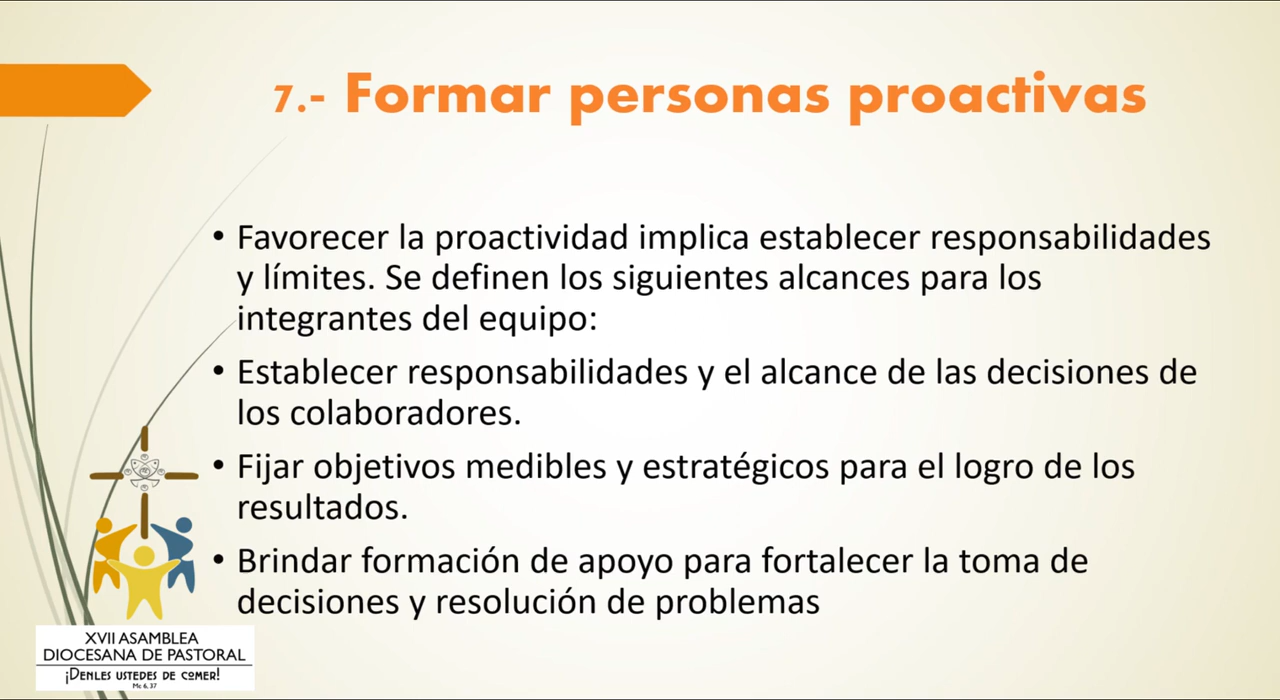 7.- Formar personas proactivas
• Favorecer la proactividad implica establecer responsabilidades
y límites. Se definen los siguientes alcances para los
integrantes del equipo:
• Establecer responsabilidades y el alcance de las decisiones de
los colaboradores.
• Fijar objetivos medibles y estratégicos para el logro de los
resultados.
• Brindar formación de apoyo para fortalecer la toma de
decisiones y resolución de problemas
XVII ASAMBLEA
DIOCESANA DE PASTORAL
¡DENLES USTEDES DE COMER!
Mc 6, 37